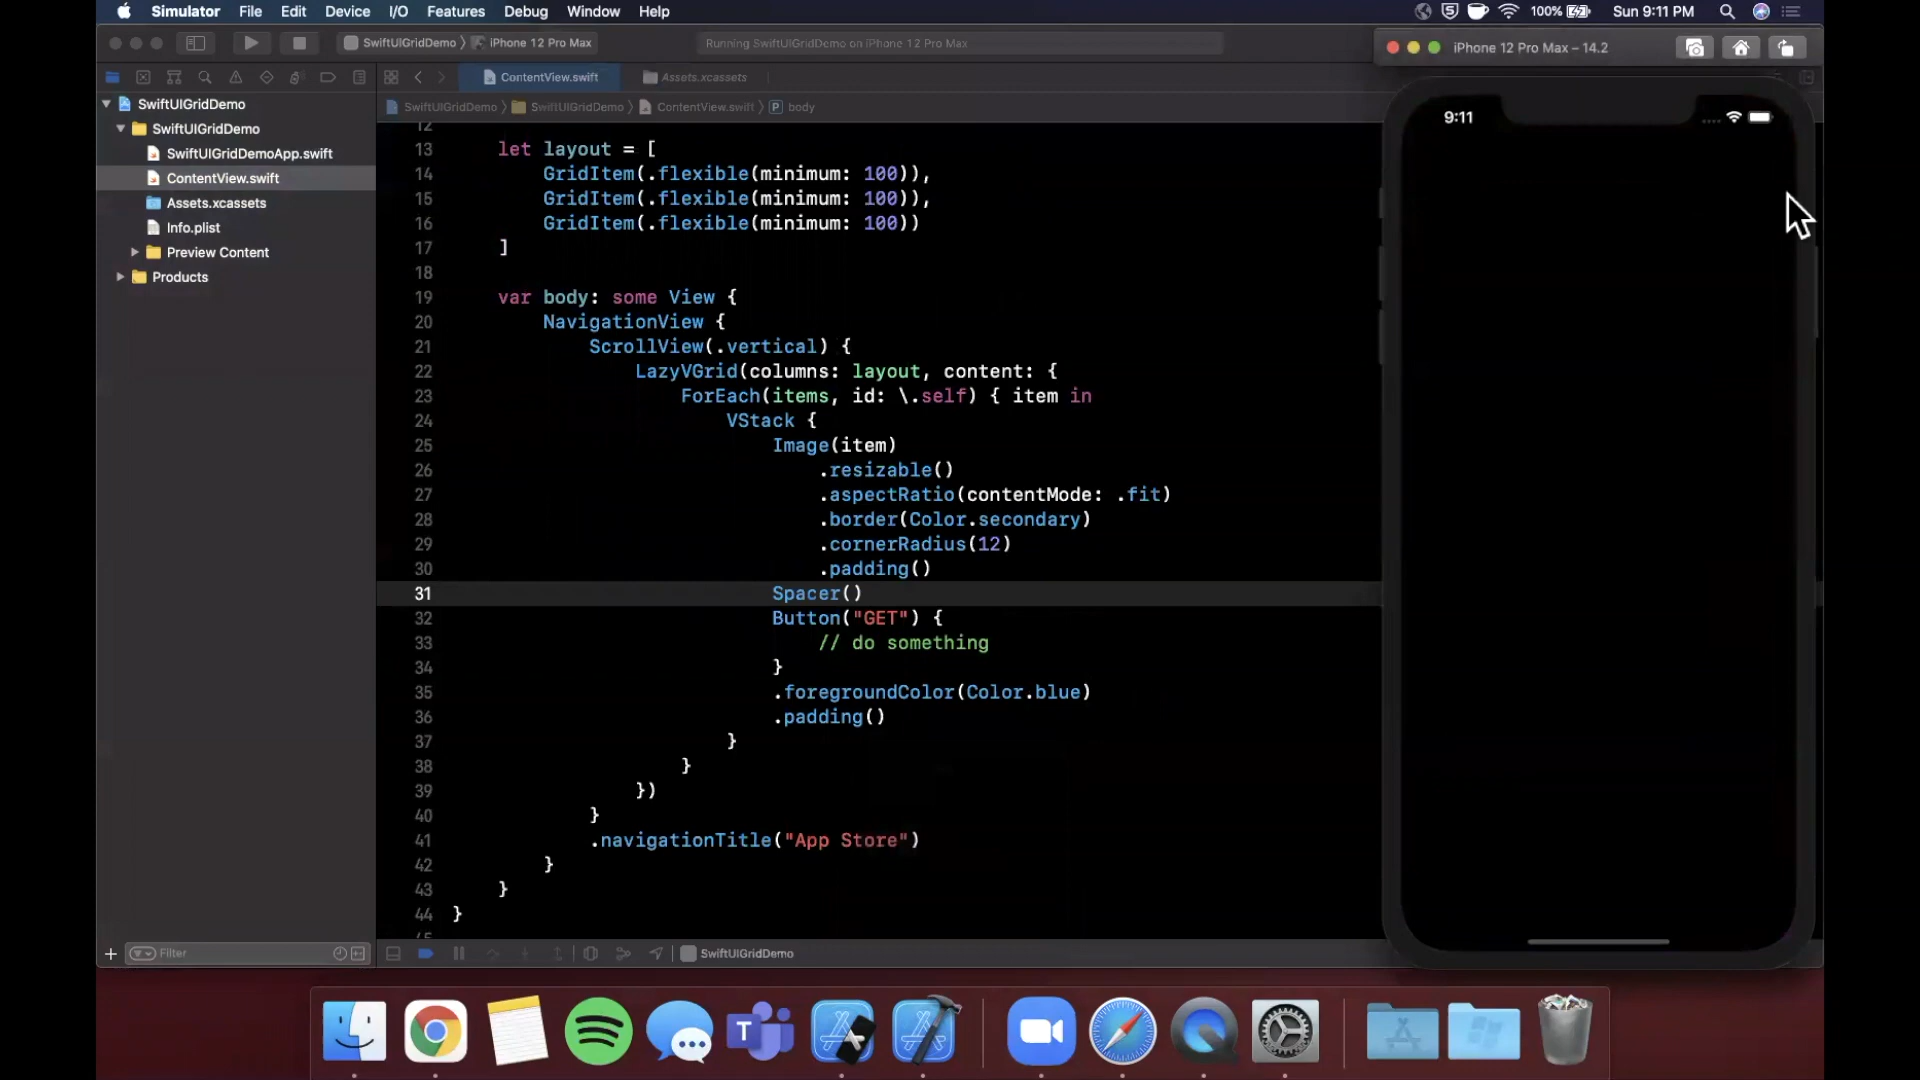 Simulator File Edit Device I/O Features Debug Window Help 100% Sun 9:11 PM
SwiftUIGridDemo iPhone 12 Pro Max Running SwiftUIGridDemo on iPhone 12 Pro Max iPhone 12 Pro Max – 14.2
ContentView.swift Assets.xcassets
SwiftUIGridDemo SwiftUIGridDemo ContentView.swift P body
SwiftUIGridDemo
SwiftUIGridDemo
SwiftUIGridDemoApp.swift
ContentView.swift
Assets.xcassets
Info.plist
Preview Content
Products
Filter
12
13 let layout = [
14 GridItem(.flexible(minimum: 100)),
15 GridItem(.flexible(minimum: 100)),
16 GridItem(.flexible(minimum: 100))
17 ]
18
19 var body: some View {
20 NavigationView {
21 ScrollView(.vertical) {
22 LazyVGrid(columns: layout, content: {
23 ForEach(items, id: \.self) { item in
24 VStack {
25 Image(item)
26 .resizable()
27 .aspectRatio(contentMode: .fit)
28 .border(Color.secondary)
29 .cornerRadius(12)
30 .padding()
31 Spacer()
32 Button("GET") {
33 // do something
34 }
35 .foregroundColor(Color.blue)
36 .padding()
37 }
38 }
39 })
40 }
41 .navigationTitle("App Store")
42 }
43 }
44 }
45
SwiftUIGridDemo
9:11
T